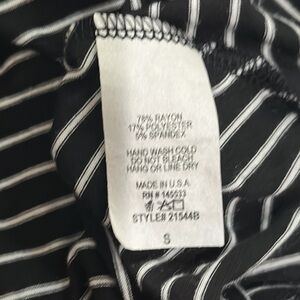 78% RAYON
17% POLYESTER
5% SPANDEX
HAND WASH COLD
DO NOT BLEACH
HANG OR LINE DRY
MADE IN U.S.A
RN # 145533
STYLE# 21544B
S